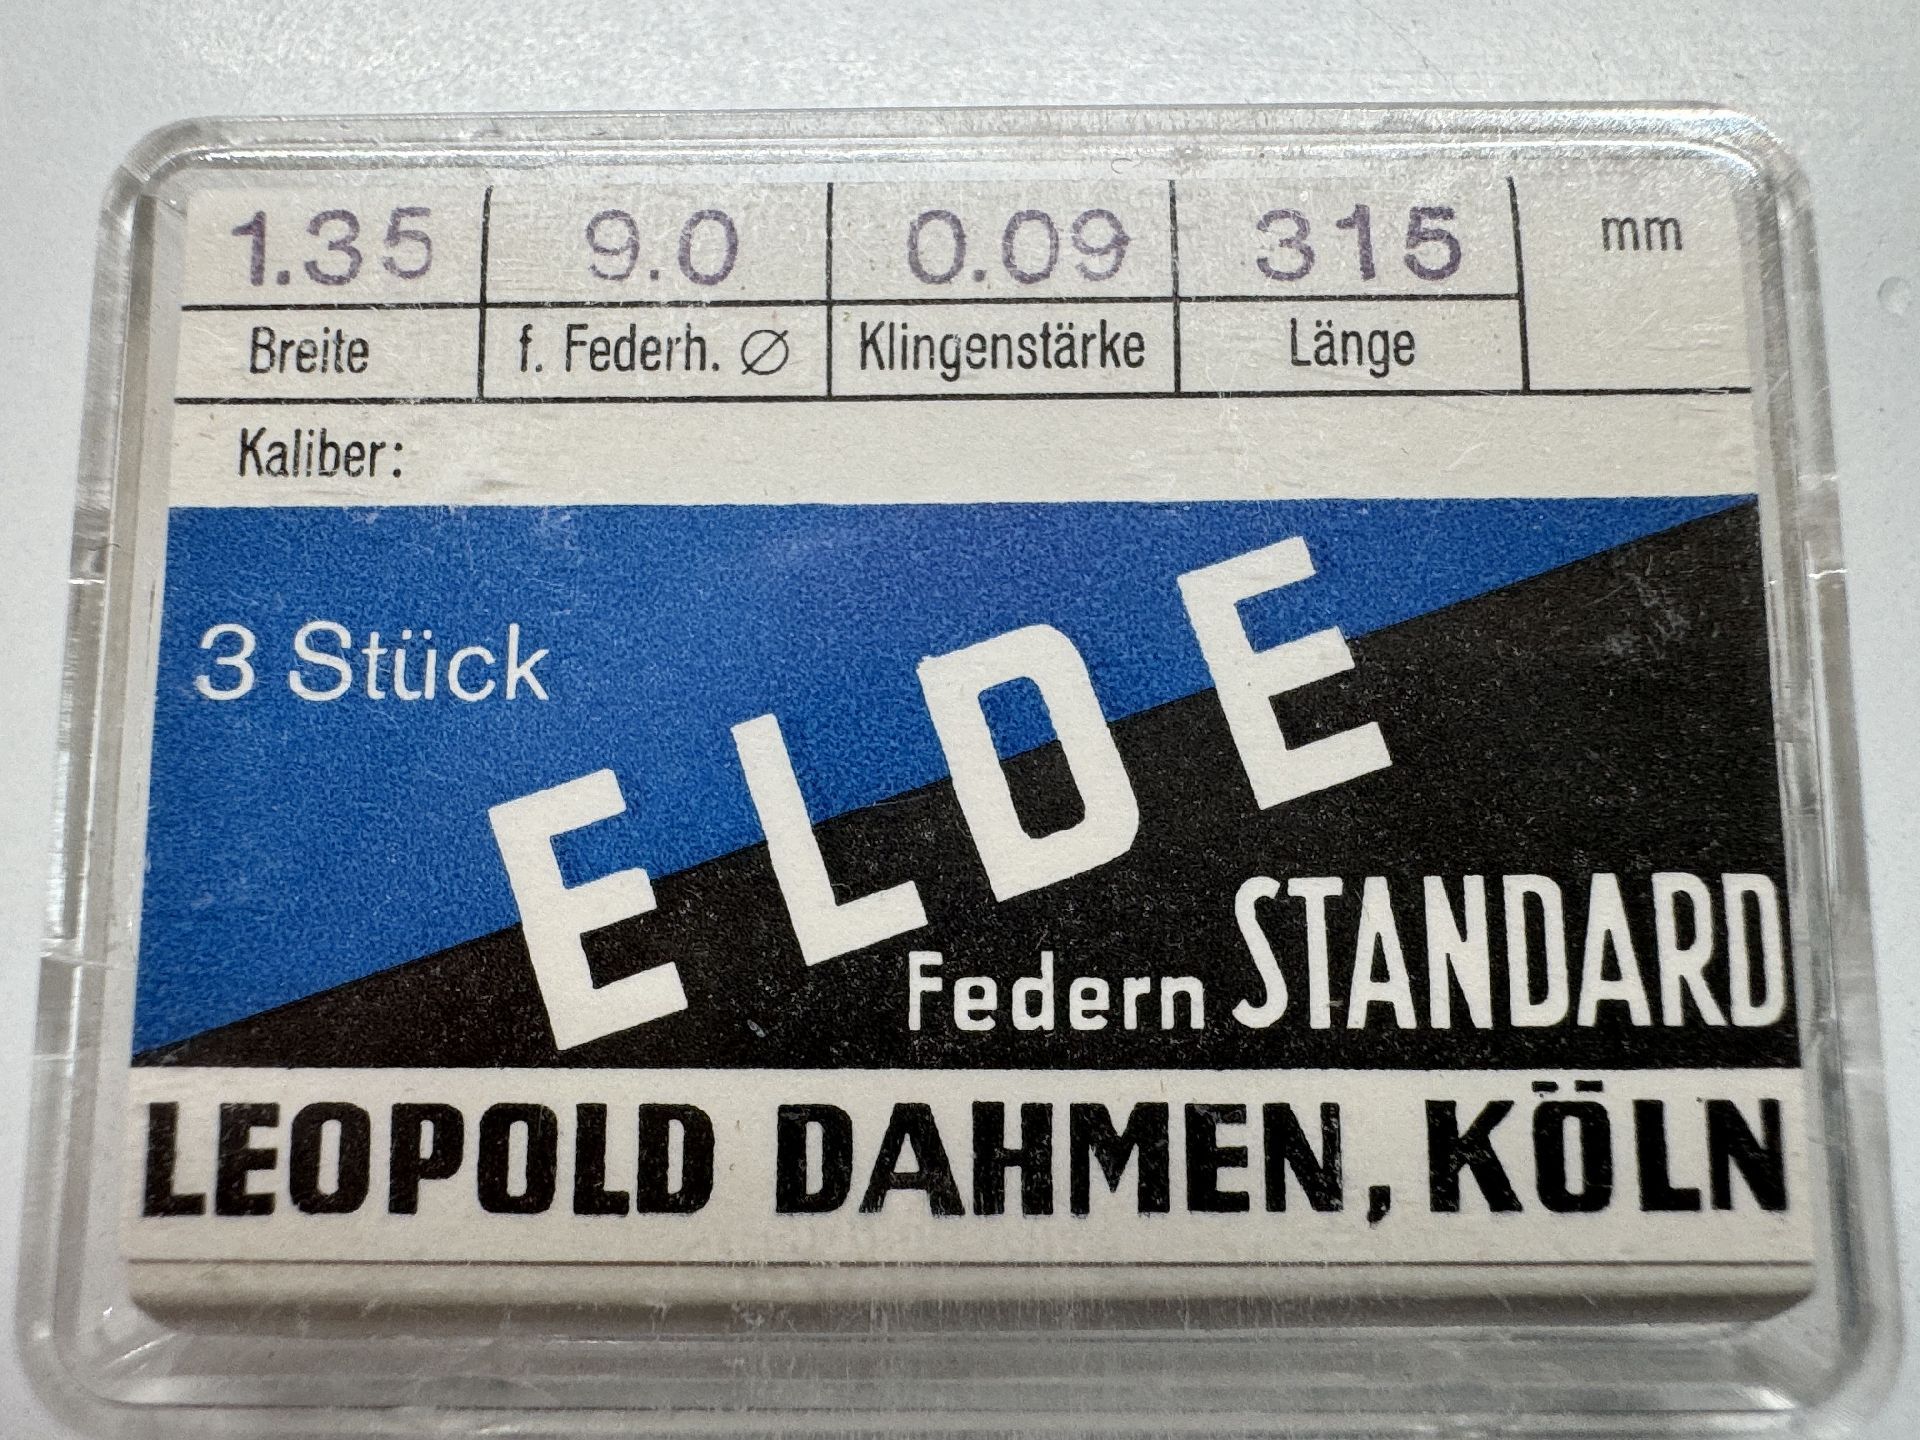 1.35 9.0 0.09 315 mm
Breite f. Federh. ∅ Klingenstärke Länge
Kaliber:
3 Stück
ELDE
Federn STANDARD
LEOPOLD DAHMEN, KÖLN